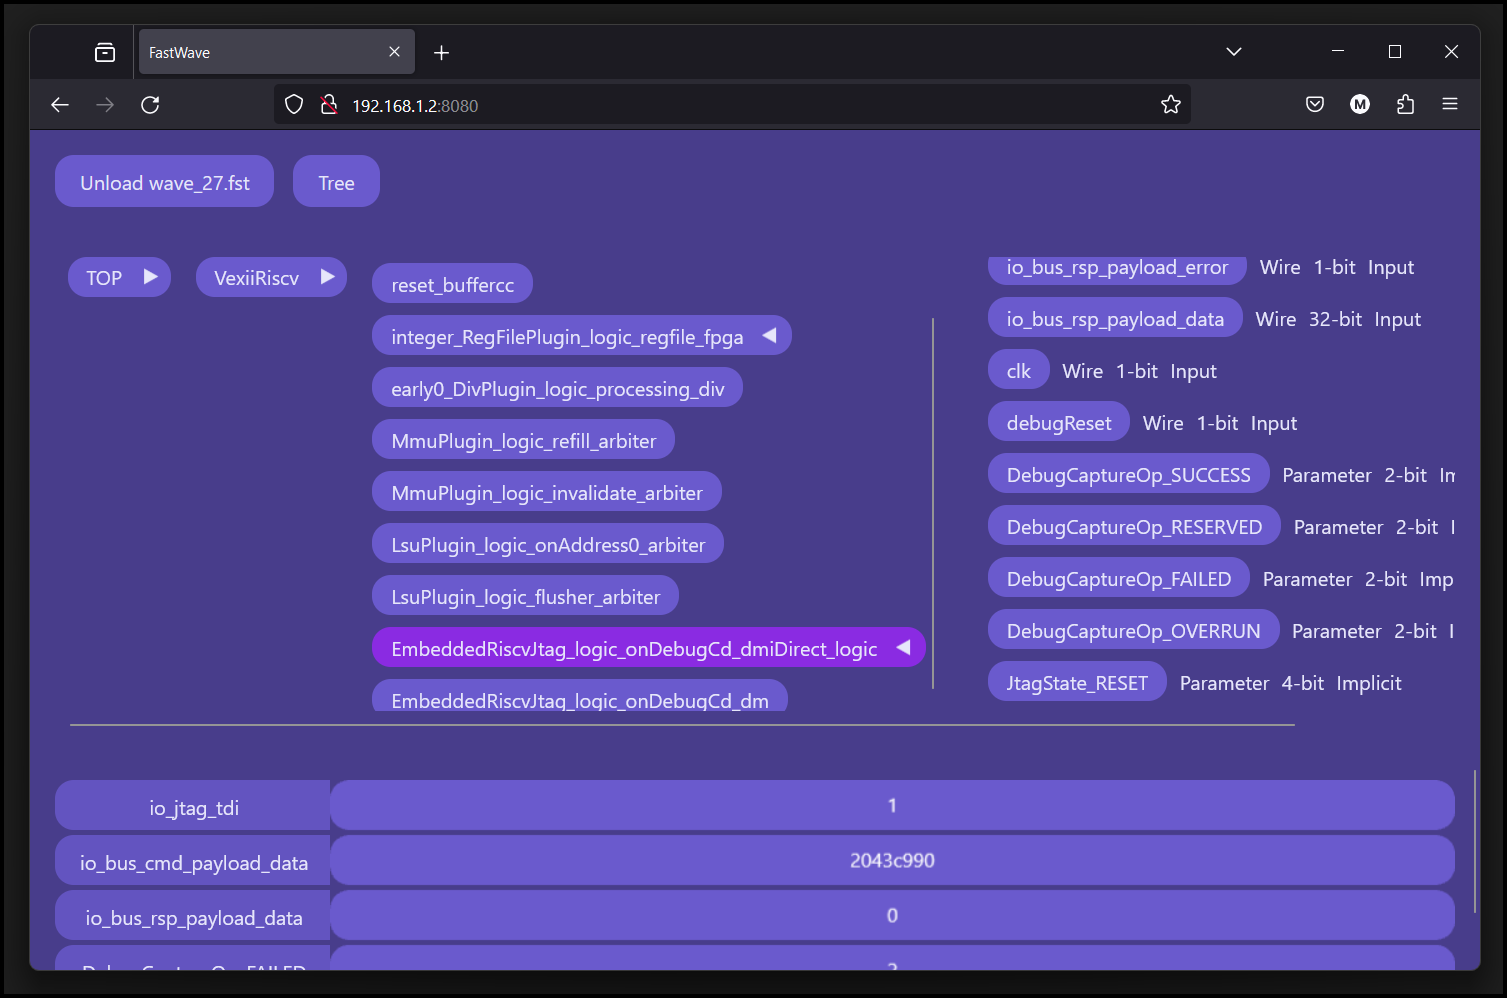 FastWave
192.168.1.2:8080
M
Unload wave_27.fst
Tree
TOP
VexiiRiscv
reset_buffercc
integer_RegFilePlugin_logic_regfile_fpga
early0_DivPlugin_logic_processing_div
MmuPlugin_logic_refill_arbiter
MmuPlugin_logic_invalidate_arbiter
LsuPlugin_logic_onAddress0_arbiter
LsuPlugin_logic_flusher_arbiter
EmbeddedRiscvJtag_logic_onDebugCd_dmiDirect_logic
EmbeddedRiscvJtag_logic_onDebugCd_dm
io_bus_rsp_payload_error Wire 1-bit Input
io_bus_rsp_payload_data Wire 32-bit Input
clk Wire 1-bit Input
debugReset Wire 1-bit Input
DebugCaptureOp_SUCCESS Parameter 2-bit Im
DebugCaptureOp_RESERVED Parameter 2-bit I
DebugCaptureOp_FAILED Parameter 2-bit Imp
DebugCaptureOp_OVERRUN Parameter 2-bit I
JtagState_RESET Parameter 4-bit Implicit
io_jtag_tdi 1
io_bus_cmd_payload_data 2043c990
io_bus_rsp_payload_data 0
DebugCaptureOp_FAILED